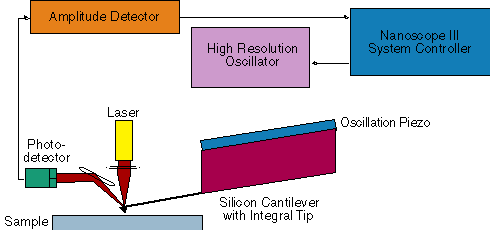 Amplitude Detector
Nanoscope III
System Controller
High Resolution
Oscillator
Laser
Oscillation Piezo
Photo-
detector
Silicon Cantilever
with Integral Tip
Sample